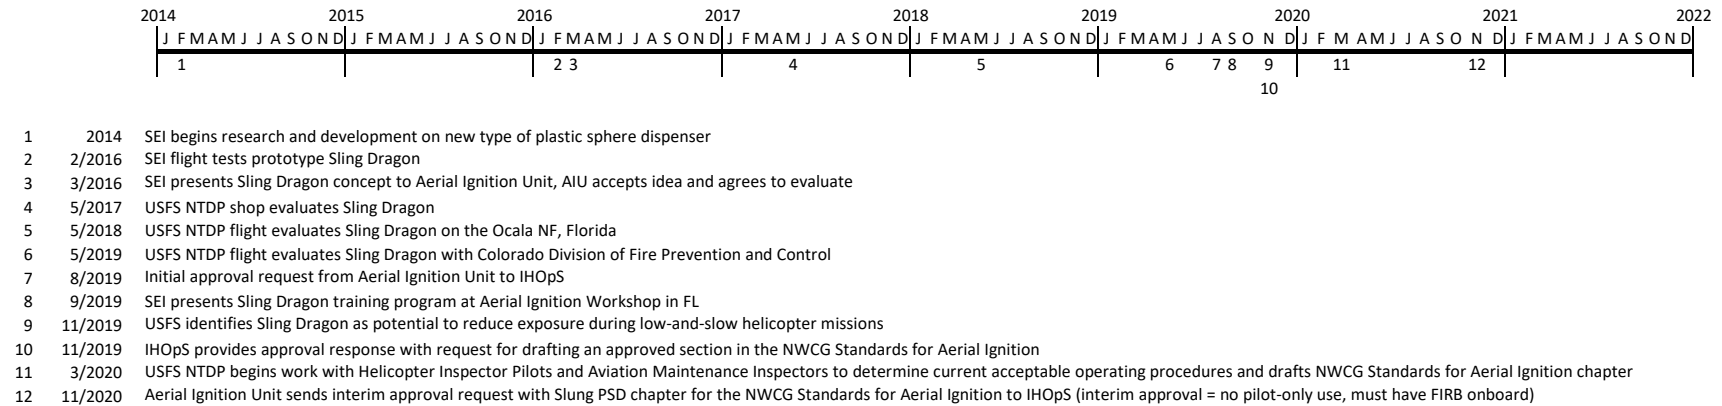 2014 2015 2016 2017 2018 2019 2020 2021 2022
J F M A M J J A S O N D J F M A M J J A S O N D J F M A M J J A S O N D J F M A M J J A S O N D J F M A M J J A S O N D J F M A M J J A S O N D J F M A M J J A S O N D J F M A M J J A S O N D
1 2 3 4 5 6 7 8 9 11 12
10
1 2014 SEI begins research and development on new type of plastic sphere dispenser
2 2/2016 SEI flight tests prototype Sling Dragon
3 3/2016 SEI presents Sling Dragon concept to Aerial Ignition Unit, AIU accepts idea and agrees to evaluate
4 5/2017 USFS NTDP shop evaluates Sling Dragon
5 5/2018 USFS NTDP flight evaluates Sling Dragon on the Ocala NF, Florida
6 5/2019 USFS NTDP flight evaluates Sling Dragon with Colorado Division of Fire Prevention and Control
7 8/2019 Initial approval request from Aerial Ignition Unit to IHOpS
8 9/2019 SEI presents Sling Dragon training program at Aerial Ignition Workshop in FL
9 11/2019 USFS identifies Sling Dragon as potential to reduce exposure during low-and-slow helicopter missions
10 11/2019 IHOpS provides approval response with request for drafting an approved section in the NWCG Standards for Aerial Ignition
11 3/2020 USFS NTDP begins work with Helicopter Inspector Pilots and Aviation Maintenance Inspectors to determine current acceptable operating procedures and drafts NWCG Standards for Aerial Ignition chapter
12 11/2020 Aerial Ignition Unit sends interim approval request with Slung PSD chapter for the NWCG Standards for Aerial Ignition to IHOpS (interim approval = no pilot-only use, must have FIRB onboard)